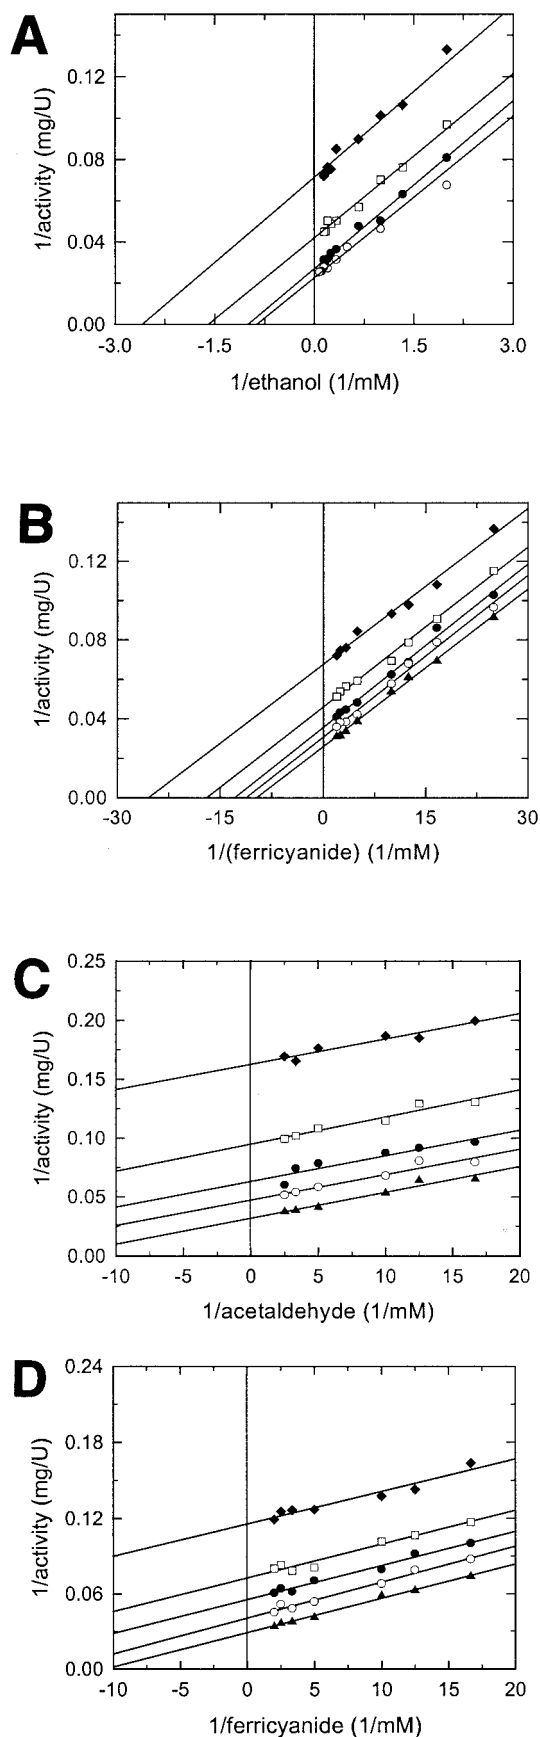 A
1/activity (mg/U)
0.12
0.08
0.04
0.00
-3.0 -1.5 0.0 1.5 3.0
1/ethanol (1/mM)
B
1/activity (mg/U)
0.12
0.08
0.04
0.00
-30 -15 0 15 30
1/(ferricyanide) (1/mM)
C
1/activity (mg/U)
0.25
0.20
0.15
0.10
0.05
0.00
-10 -5 0 5 10 15 20
1/acetaldehyde (1/mM)
D
1/activity (mg/U)
0.24
0.18
0.12
0.06
0.00
-10 -5 0 5 10 15 20
1/ferricyanide (1/mM)